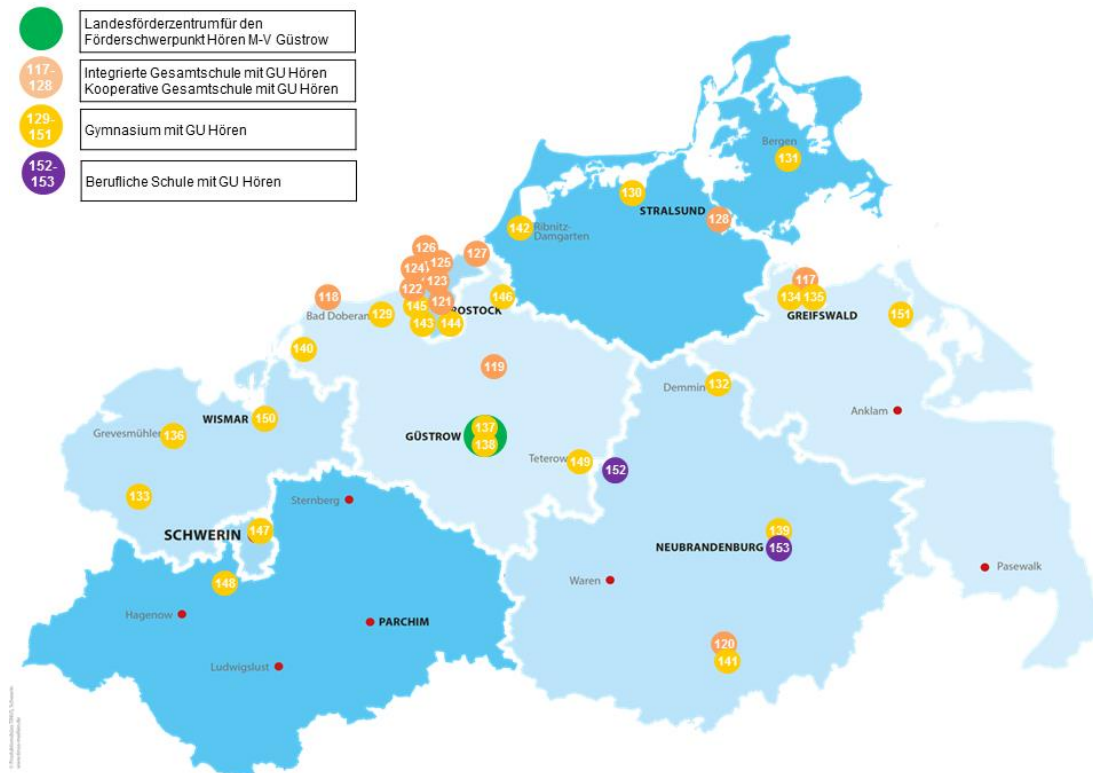 Landesförderzentrumfür den
Förderschwerpunkt Hören M-V Güstrow
117-
128
Integrierte Gesamtschule mit GU Hören
Kooperative Gesamtschule mit GU Hören
129-
151
Gymnasium mit GU Hören
152-
153
Berufliche Schule mit GU Hören
Bergen
131
130
STRALSUND
128
142
Ribnitz-
Damgarten
126
127
125
124
123
122
121
118
117
146
145
ROSTOCK
134
135
Bad Doberan
129
143
144
GREIFSWALD
151
140
119
Demmin
132
Anklam
WISMAR
150
Grevesmühlen
136
137
GÜSTROW
138
Teterow
149
152
133
Sternberg
SCHWERIN
147
139
NEUBRANDENBURG
153
Pasewalk
148
Waren
Hagenow
PARCHIM
120
141
Ludwigslust